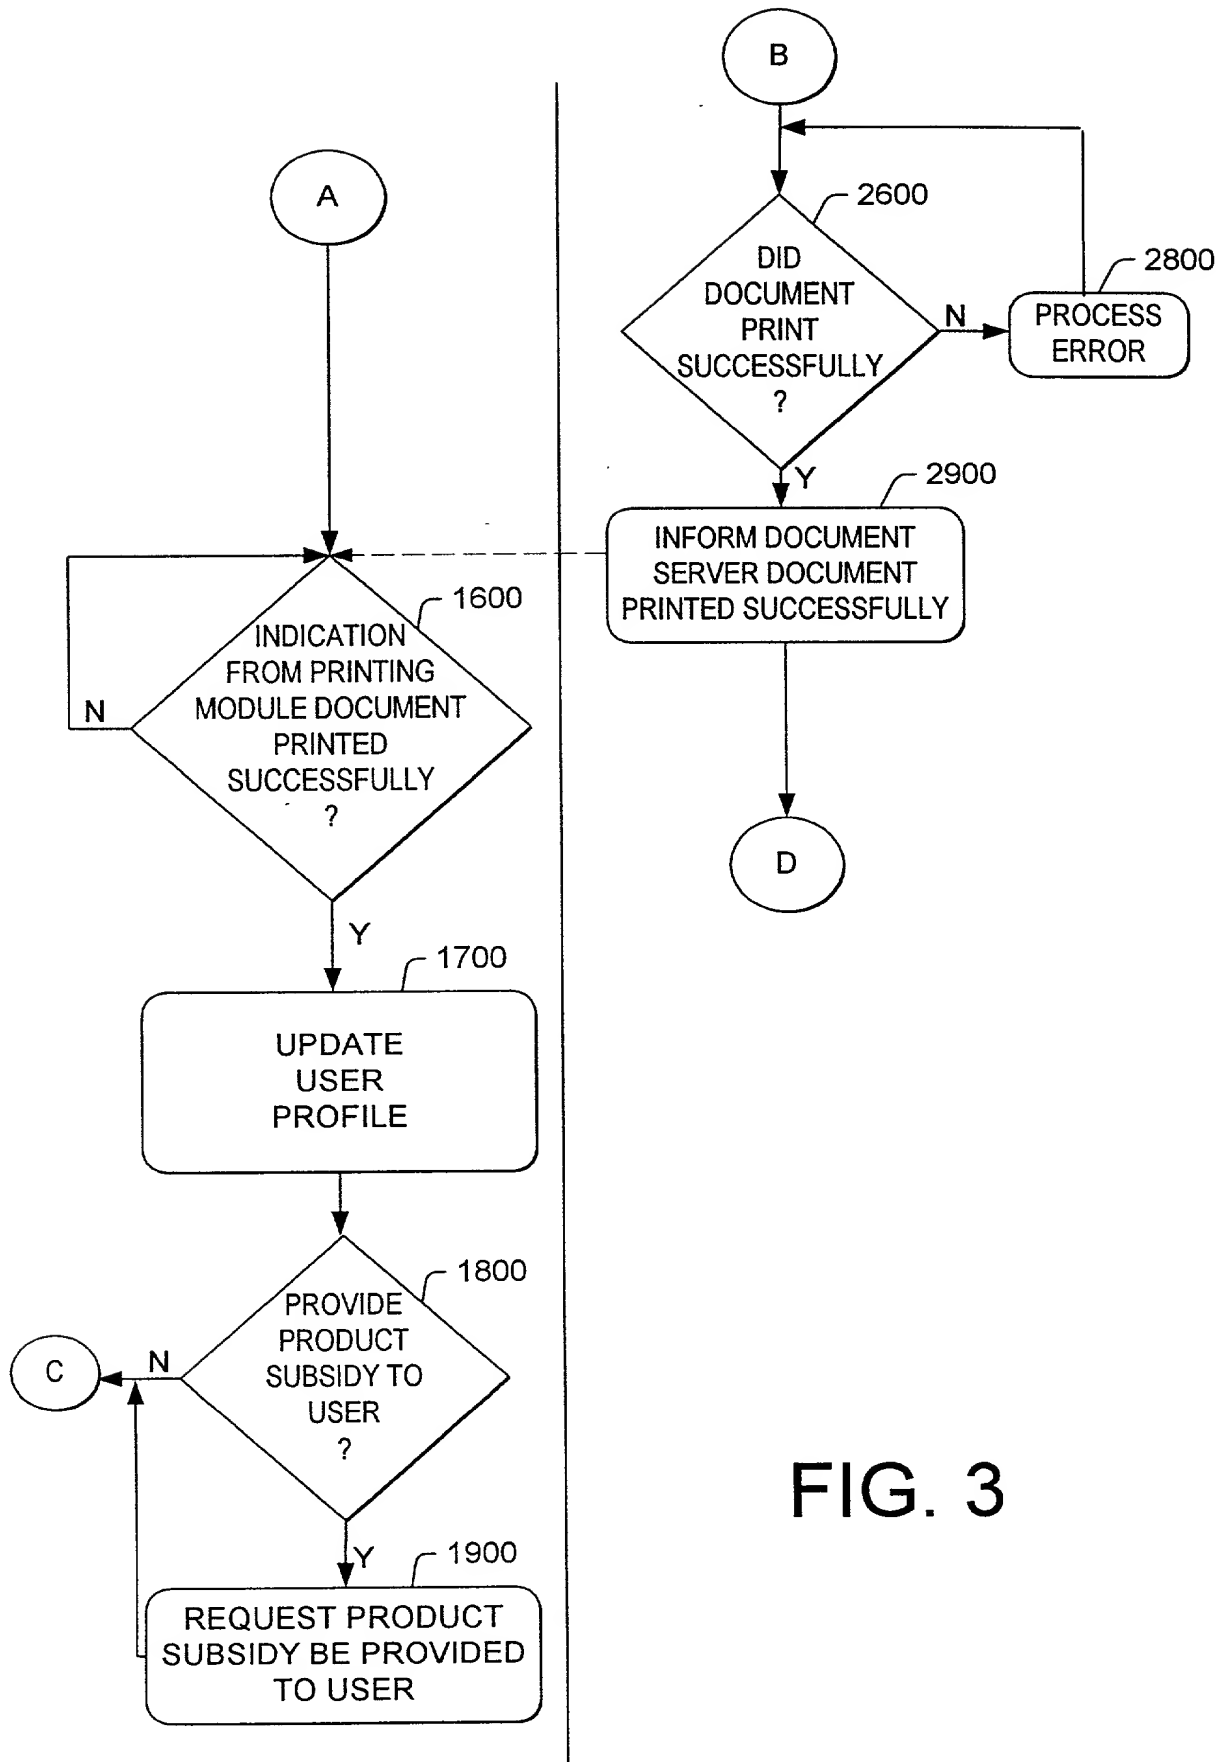 B
2600
DID
DOCUMENT
PRINT
SUCCESSFULLY
?
N
2800
PROCESS
ERROR
Y
2900
INFORM DOCUMENT
SERVER DOCUMENT
PRINTED SUCCESSFULLY
D
A
1600
INDICATION
FROM PRINTING
MODULE DOCUMENT
PRINTED
SUCCESSFULLY
?
N
Y
1700
UPDATE
USER
PROFILE
1800
PROVIDE
PRODUCT
SUBSIDY TO
USER
?
N
C
Y
1900
REQUEST PRODUCT
SUBSIDY BE PROVIDED
TO USER
FIG. 3